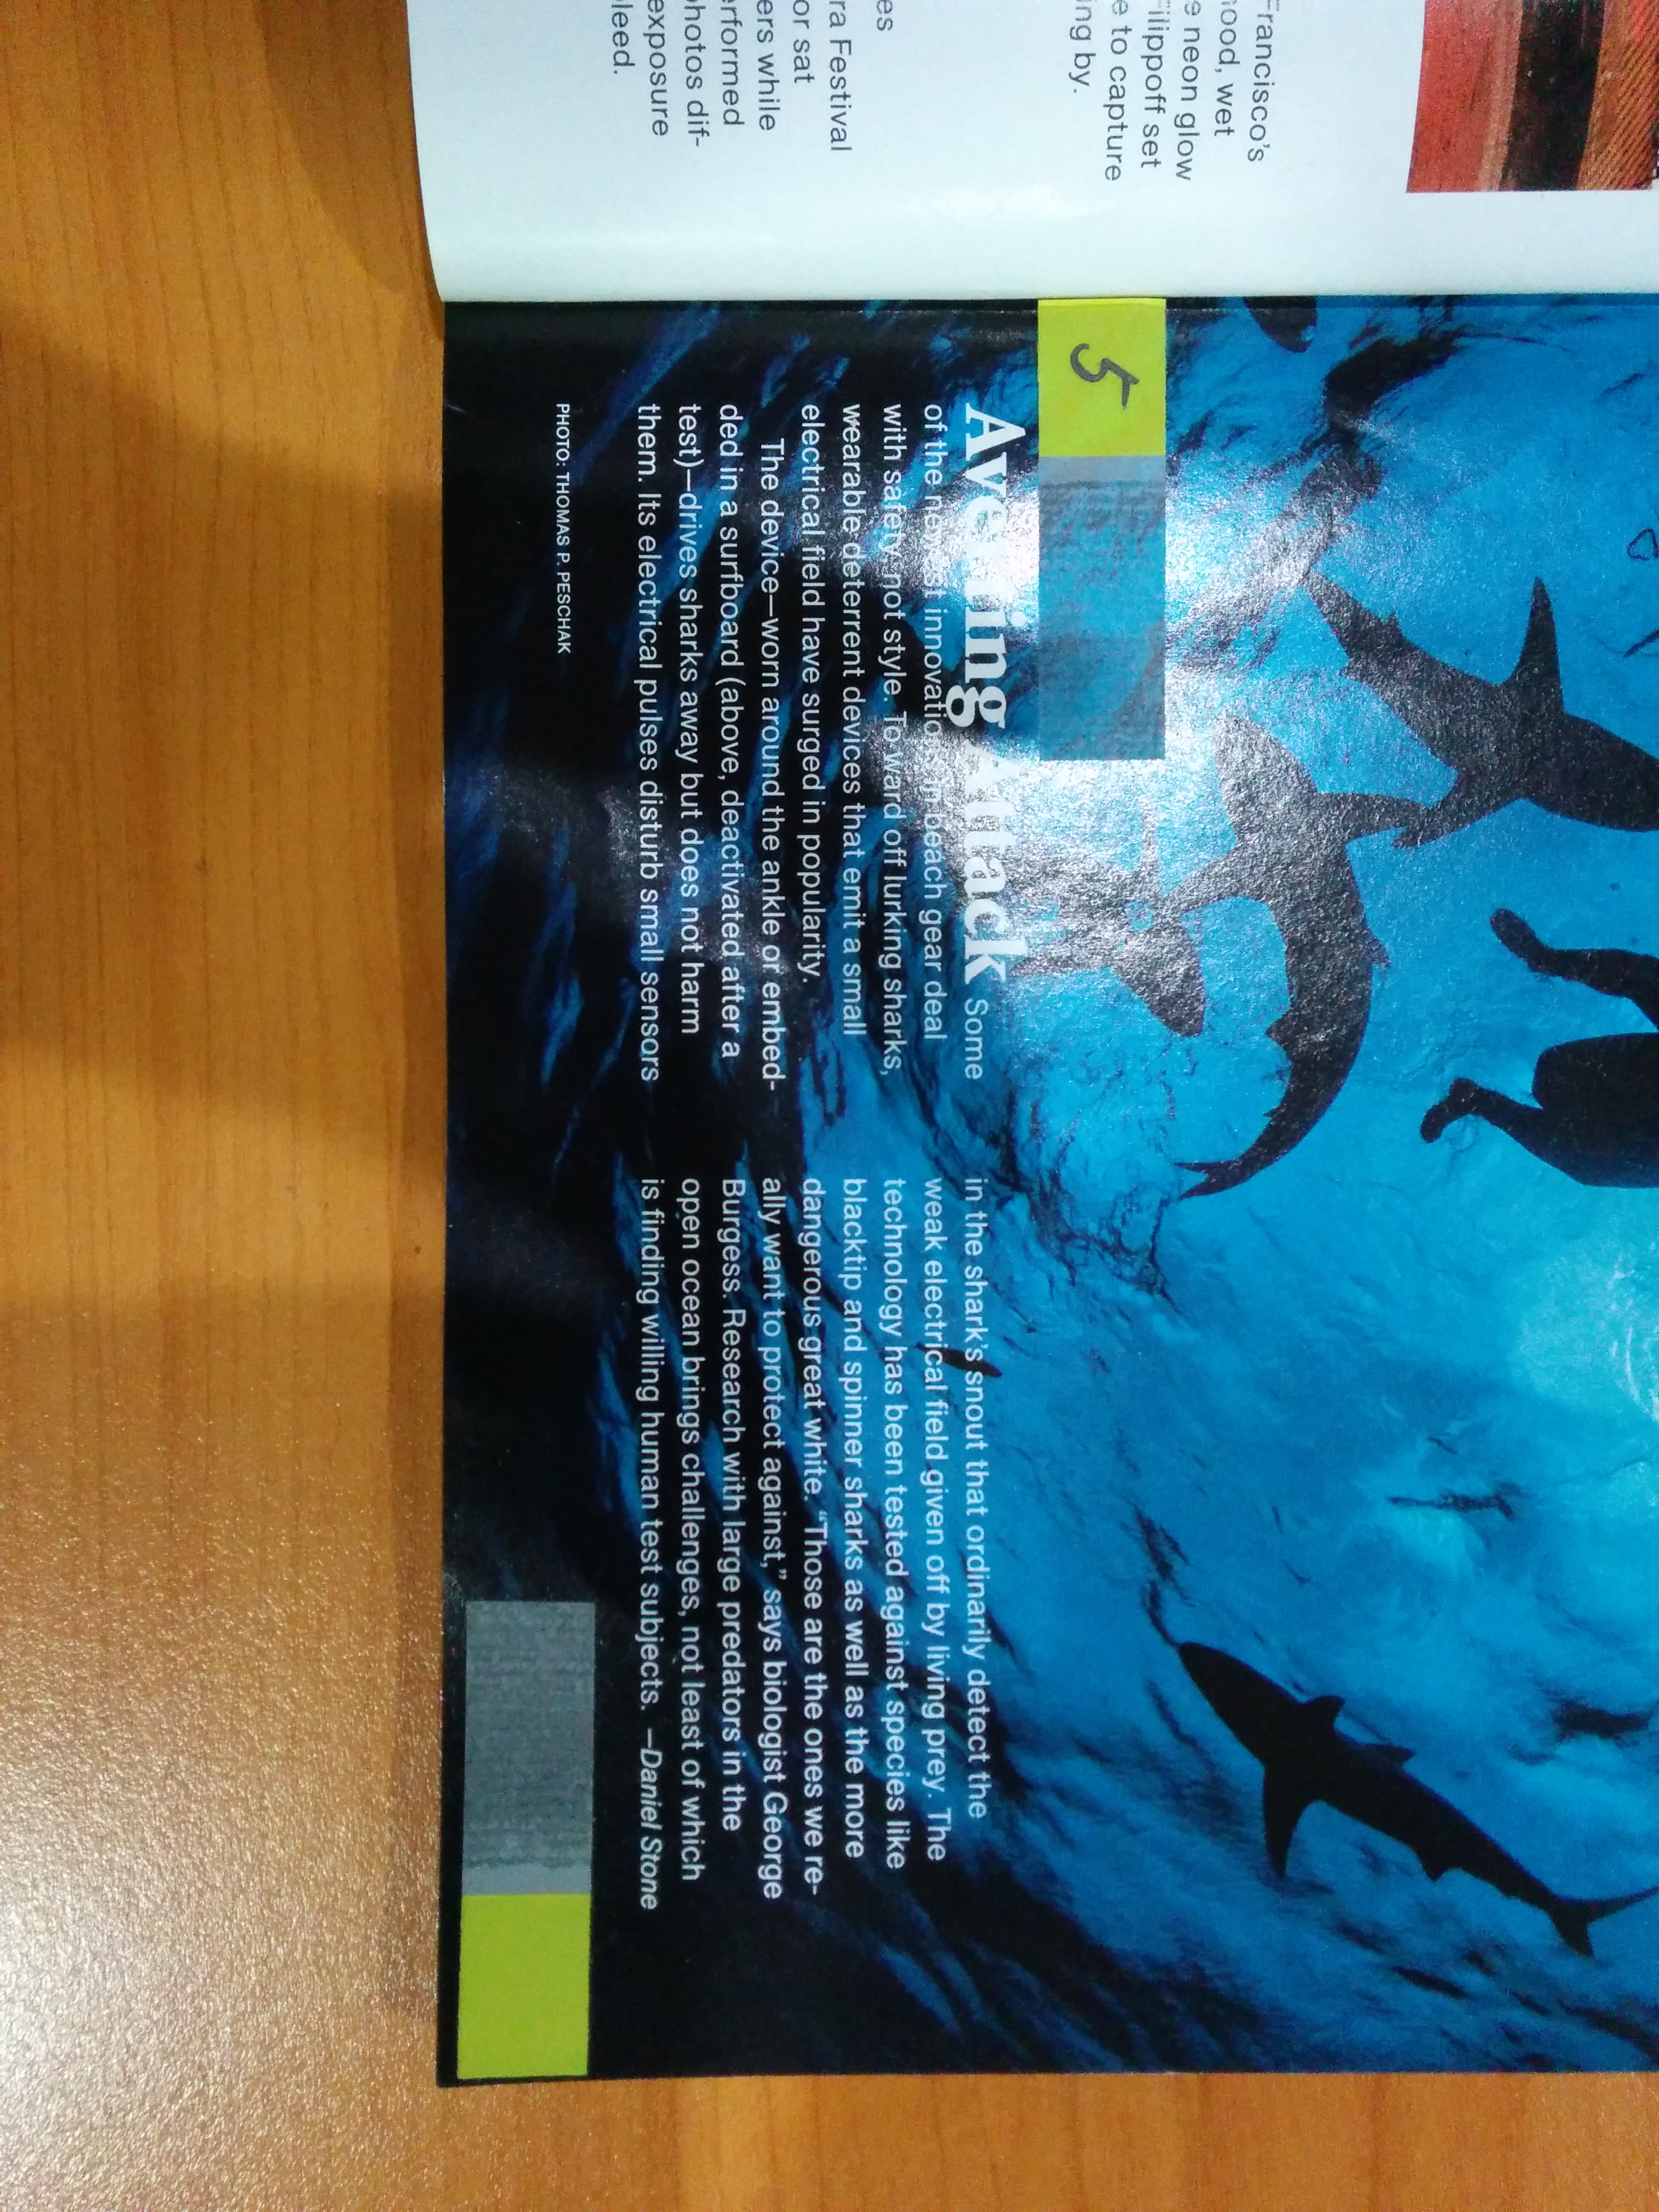 Francisco's
ood, wet
e neon glow
Filippoff set
e to capture
ing by.
es
ra Festival
or sat
ers while
erformed
photos dif-
exposure
leed.
5
Averting Attack Some
of the newest innovations in beach gear deal
with safety, not style. To ward off lurking sharks,
wearable deterrent devices that emit a small
electrical field have surged in popularity.
The device—worn around the ankle or embed-
ded in a surfboard (above, deactivated after a
test)—drives sharks away but does not harm
them. Its electrical pulses disturb small sensors
in the shark's snout that ordinarily detect the
weak electrical field given off by living prey. The
technology has been tested against species like
blacktip and spinner sharks as well as the more
dangerous great white. "Those are the ones we re-
ally want to protect against," says biologist George
Burgess. Research with large predators in the
open ocean brings challenges, not least of which
is finding willing human test subjects. —Daniel Stone
PHOTO: THOMAS P. PESCHAK